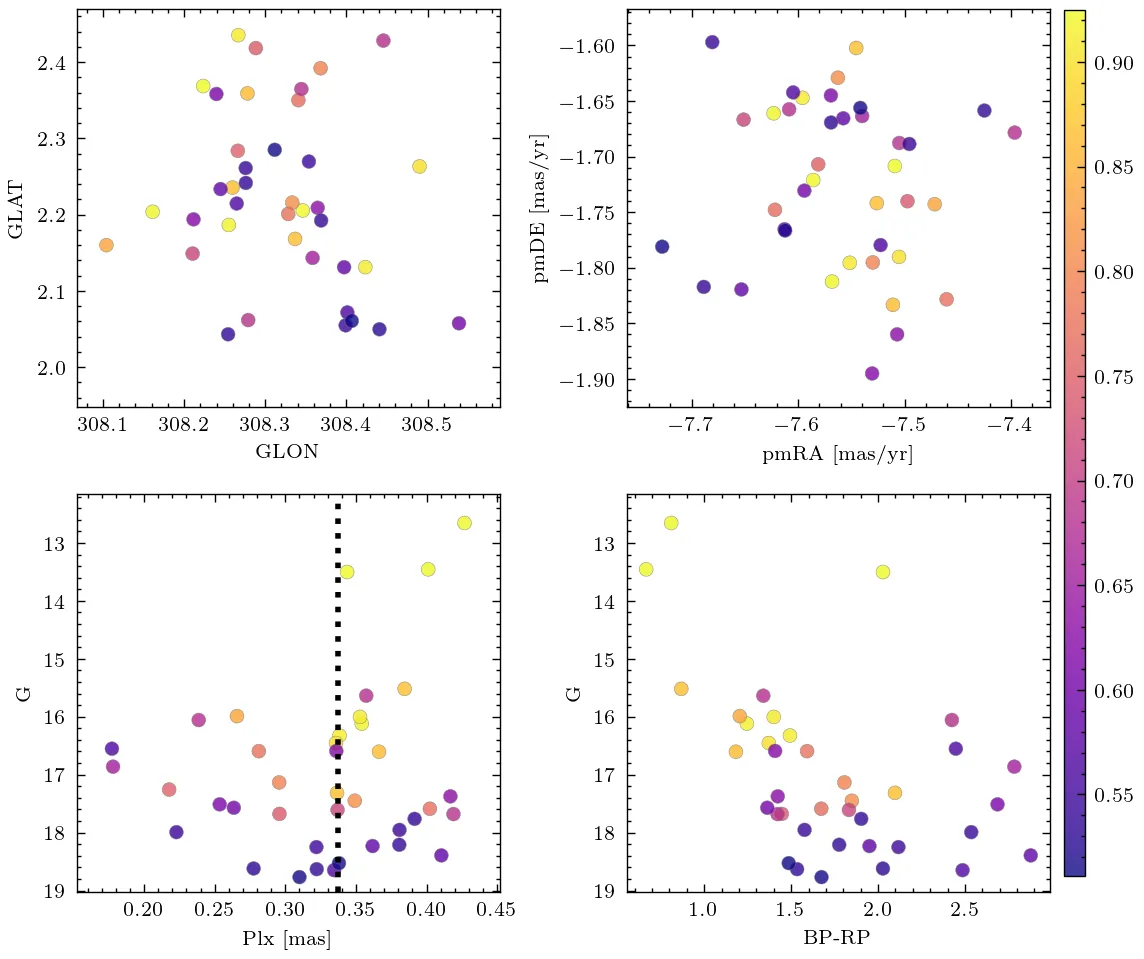 2.4
2.3
2.2
2.1
2.0
GLAT
308.1 308.2 308.3 308.4 308.5
GLON
−1.60
−1.65
−1.70
−1.75
−1.80
−1.85
−1.90
pmDE [mas/yr]
−7.7 −7.6 −7.5 −7.4
pmRA [mas/yr]
0.90
0.85
0.80
0.75
0.70
0.65
0.60
0.55
13
14
15
16
17
18
19
G
0.20 0.25 0.30 0.35 0.40 0.45
Plx [mas]
13
14
15
16
17
18
19
G
1.0 1.5 2.0 2.5
BP-RP